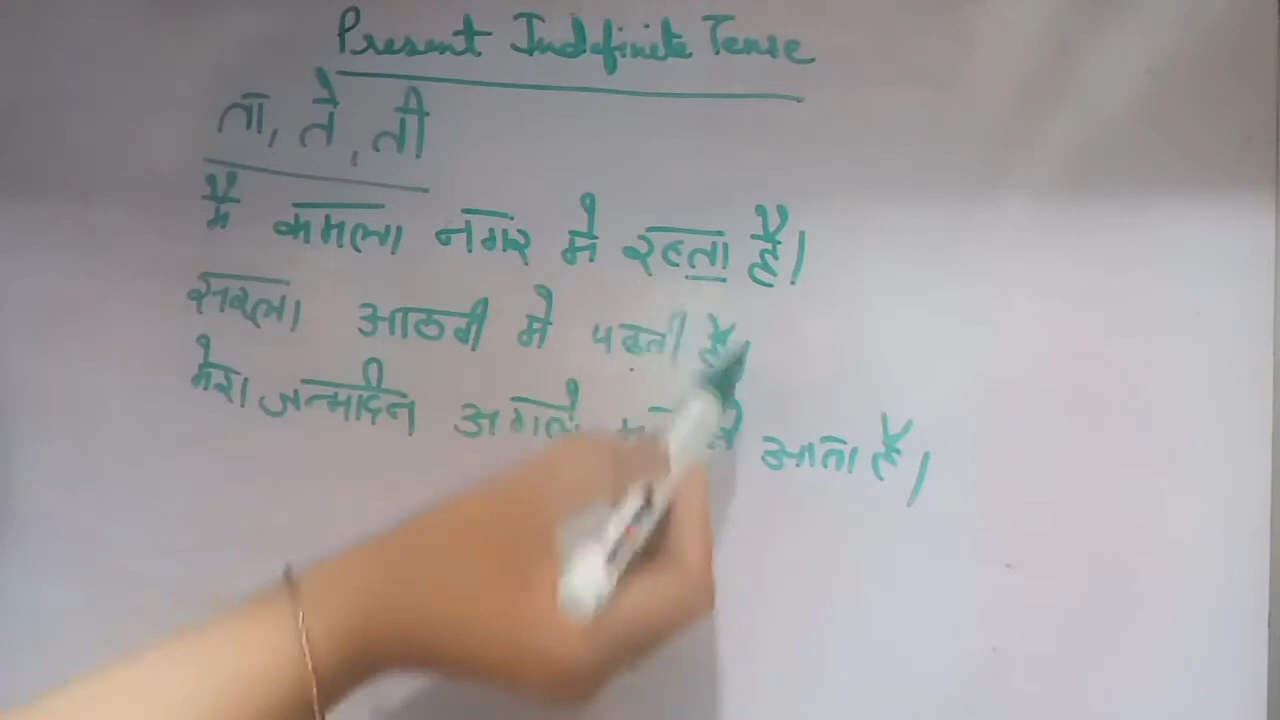 Present Indefinite Tense
ता, ते, ती
मैं कमला नगर मे रहता हैं।
सरला आठवी मे पढती है।
मेरा जन्मदिन अगले आता है।